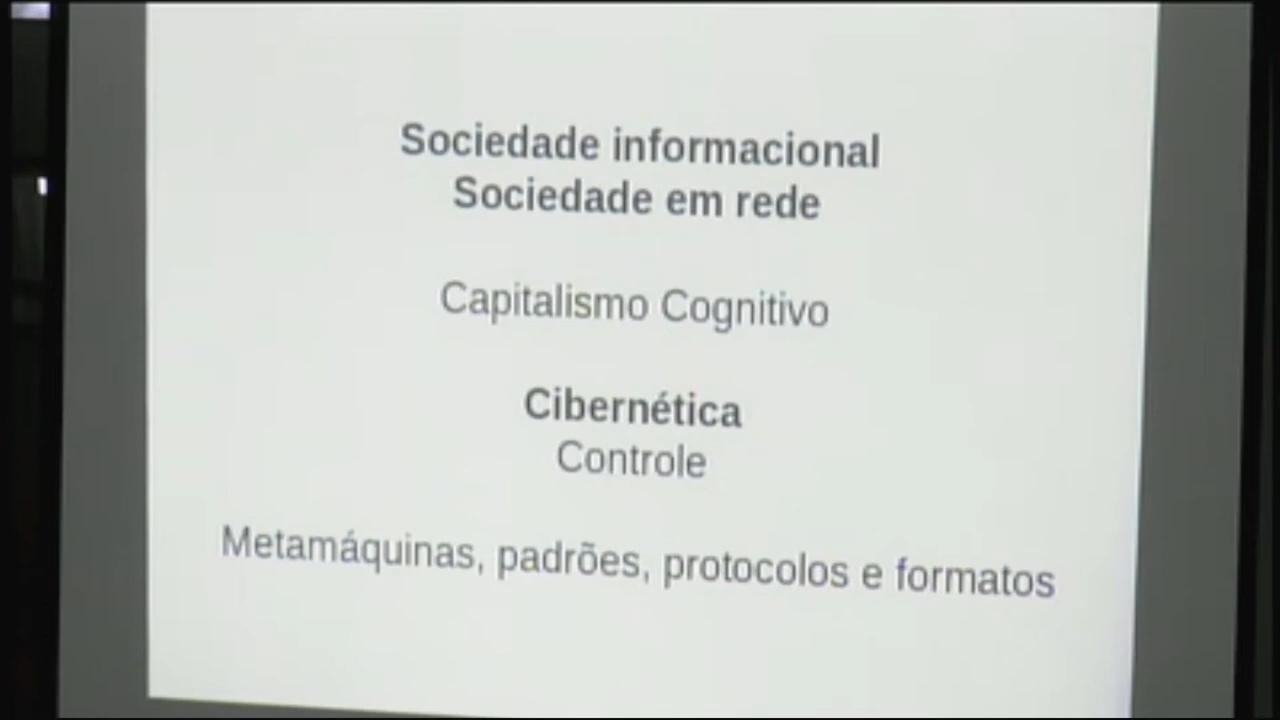 Sociedade informacional
Sociedade em rede
Capitalismo Cognitivo
Cibernética
Controle
Metamáquinas, padrões, protocolos e formatos